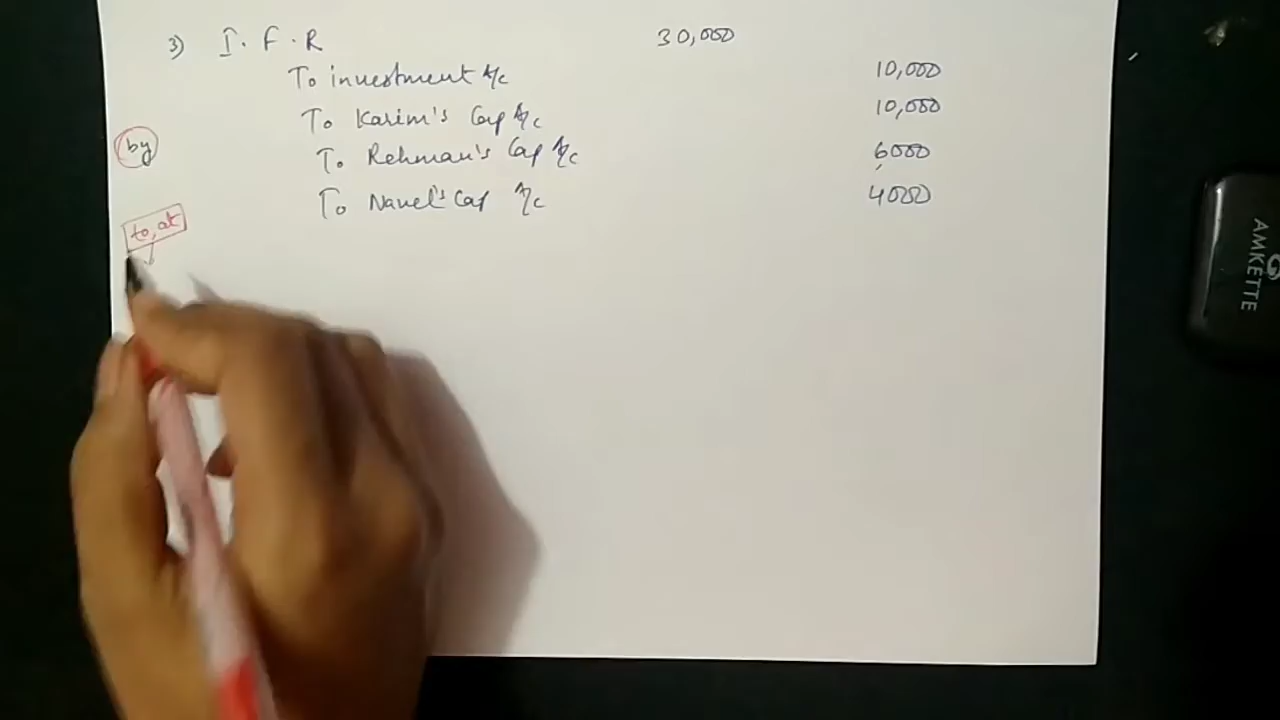 3) I.F.R 30,000
To investment A/c 10,000
To Karim's Cap A/c 10,000
by
To Rehman's Cap A/c 6000
to, at
To Navel's Cap A/c 4000
AMKETTE